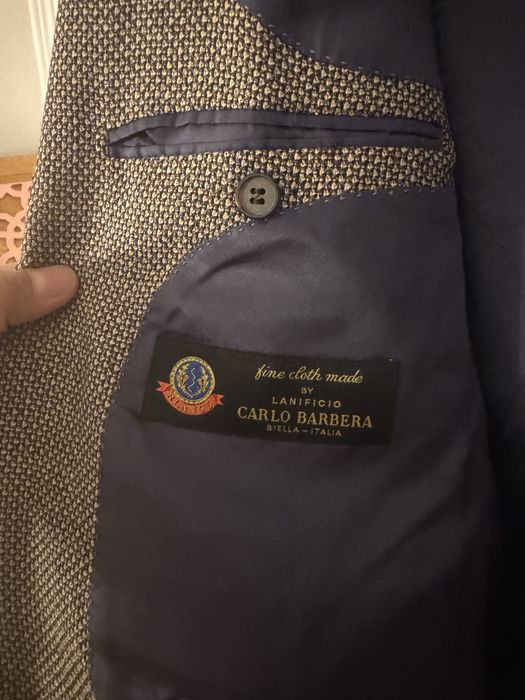 fine cloth made
BY
LANIFICIO
CARLO BARBERA
BIELLA - ITALIA